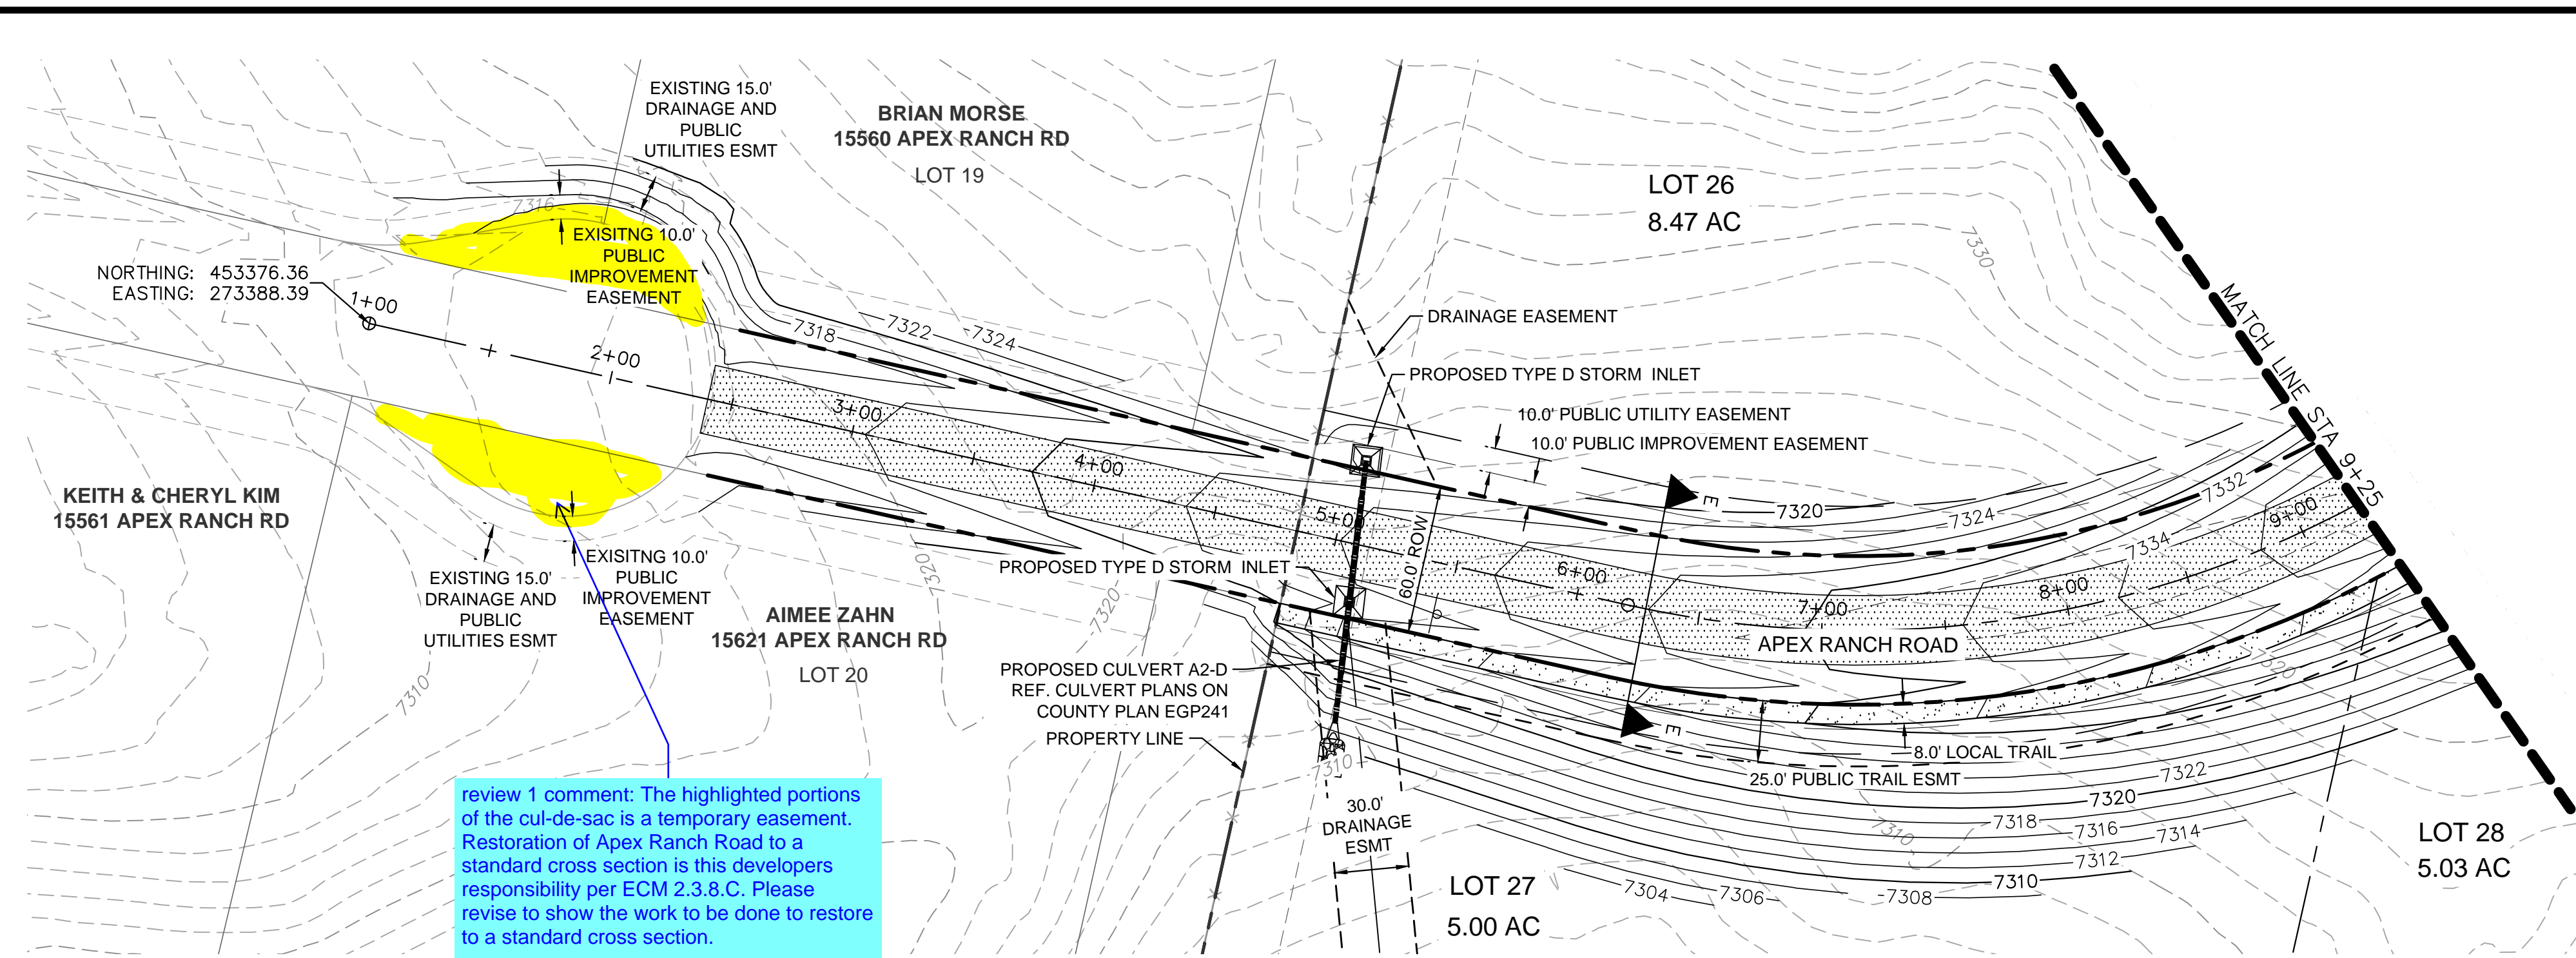 EXISTING 15.0'
DRAINAGE AND
PUBLIC
UTILITIES ESMT
BRIAN MORSE
15560 APEX RANCH RD
LOT 19
LOT 26
8.47 AC
7316
EXISITNG 10.0'
PUBLIC
IMPROVEMENT
EASEMENT
NORTHING: 453376.36
EASTING: 273388.39
1+00
2+00
7318
7322
7324
7330
DRAINAGE EASEMENT
MATCH LINE STA 9+25
PROPOSED TYPE D STORM INLET
10.0' PUBLIC UTILITY EASEMENT
10.0' PUBLIC IMPROVEMENT EASEMENT
3+00
4+00
5+00
60.0' ROW
E
7320
7324
7332
7334
9+00
KEITH & CHERYL KIM
15561 APEX RANCH RD
EXISTING 15.0'
DRAINAGE AND
PUBLIC
UTILITIES ESMT
EXISITNG 10.0'
PUBLIC
IMPROVEMENT
EASEMENT
7310
AIMEE ZAHN
15621 APEX RANCH RD
LOT 20
7320
7320
PROPOSED TYPE D STORM INLET
6+00
7+00
8+00
APEX RANCH ROAD
7320
PROPOSED CULVERT A2-D
REF. CULVERT PLANS ON
COUNTY PLAN EGP241
PROPERTY LINE
E
7310
8.0' LOCAL TRAIL
25.0' PUBLIC TRAIL ESMT
7322
7320
7318
7316
7314
7312
7310
7310
7308
7306
7304
30.0'
DRAINAGE
ESMT
LOT 27
5.00 AC
LOT 28
5.03 AC
review 1 comment: The highlighted portions
of the cul-de-sac is a temporary easement.
Restoration of Apex Ranch Road to a
standard cross section is this developers
responsibility per ECM 2.3.8.C. Please
revise to show the work to be done to restore
to a standard cross section.